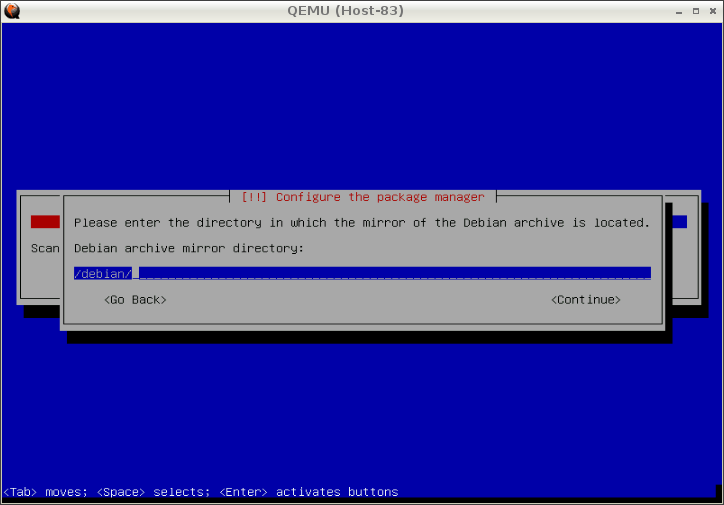 QEMU (Host-83)
[!!] Configure the package manager
Please enter the directory in which the mirror of the Debian archive is located.
Scan
Debian archive mirror directory:
/debian/
<Go Back> <Continue>
<Tab> moves; <Space> selects; <Enter> activates buttons